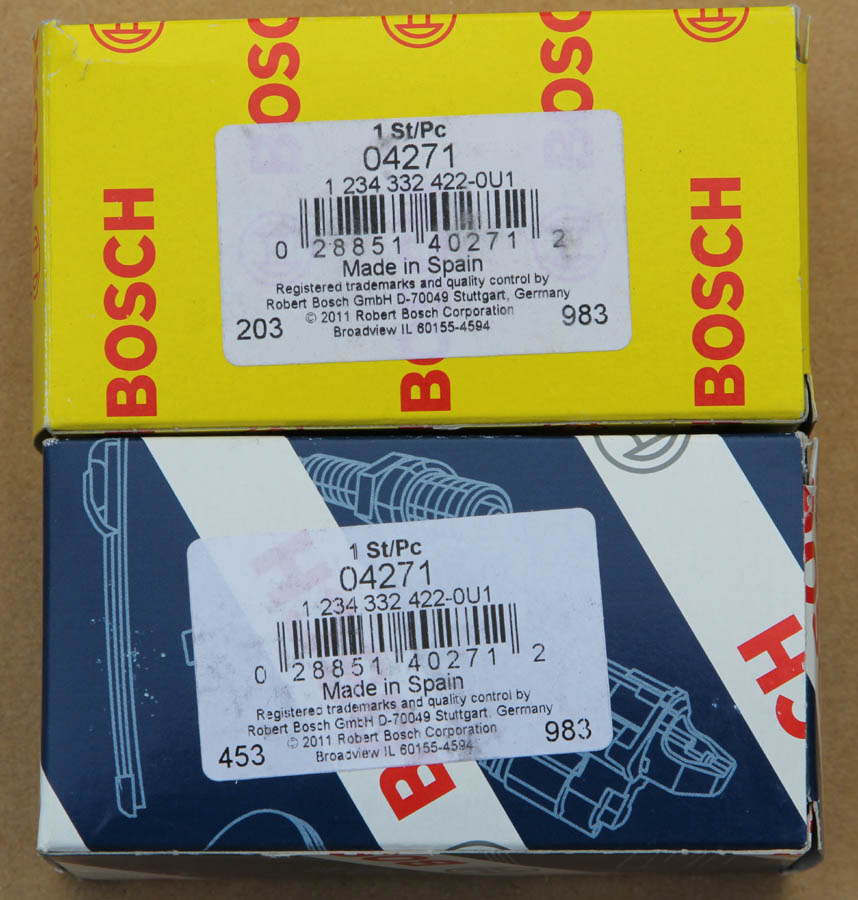 BOSCH
BOSCH
BOSCH
BOSCH
1 St/Pc
04271
1 234 332 422-0U1
0 28851 40271 2
Made in Spain
Registered trademarks and quality control by
Robert Bosch GmbH D-70049 Stuttgart, Germany
© 2011 Robert Bosch Corporation
Broadview IL 60155-4594
203
983
B
1 St/Pc
04271
1 234 332 422-0U1
0 28851 40271 2
Made in Spain
Registered trademarks and quality control by
Robert Bosch GmbH D-70049 Stuttgart, Germany
© 2011 Robert Bosch Corporation
Broadview IL 60155-4594
453
983
CH
B
BOSCH